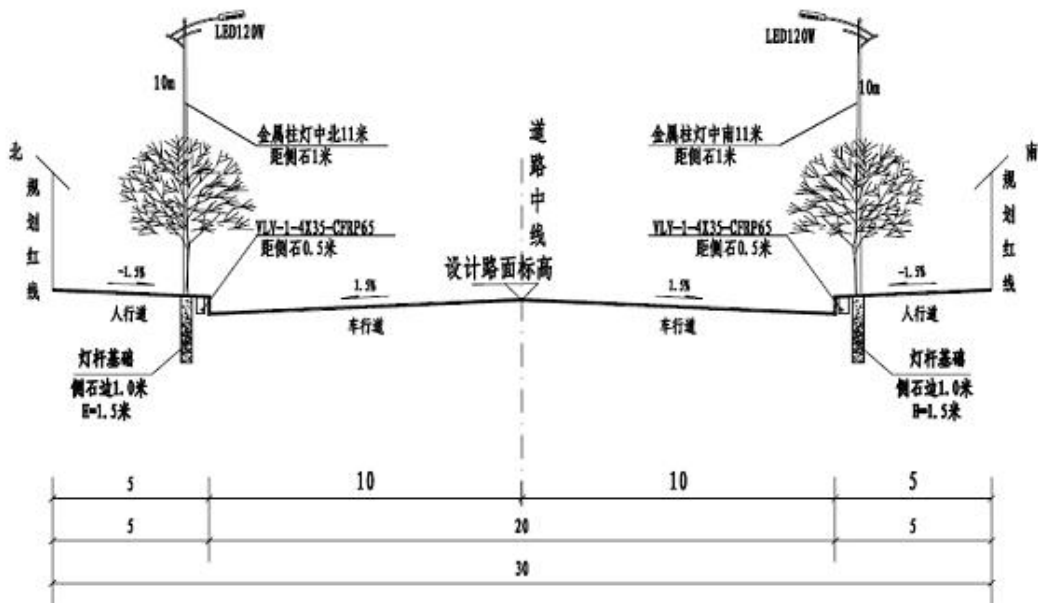 LED120W
LED120W
10m
10m
金属柱灯中北11米
距侧石1米
道路中线
金属柱灯中南11米
距侧石1米
北
规划红线
南
规划红线
VLV-1-4X35-CFRP65
距侧石0.5米
VLV-1-4X35-CFRP65
距侧石0.5米
设计路面标高
-1.5%
1.5%
1.5%
-1.5%
人行道
车行道
车行道
人行道
灯杆基础
侧石边1.0米
H=1.5米
灯杆基础
侧石边1.0米
H=1.5米
5
10
10
5
5
20
5
30